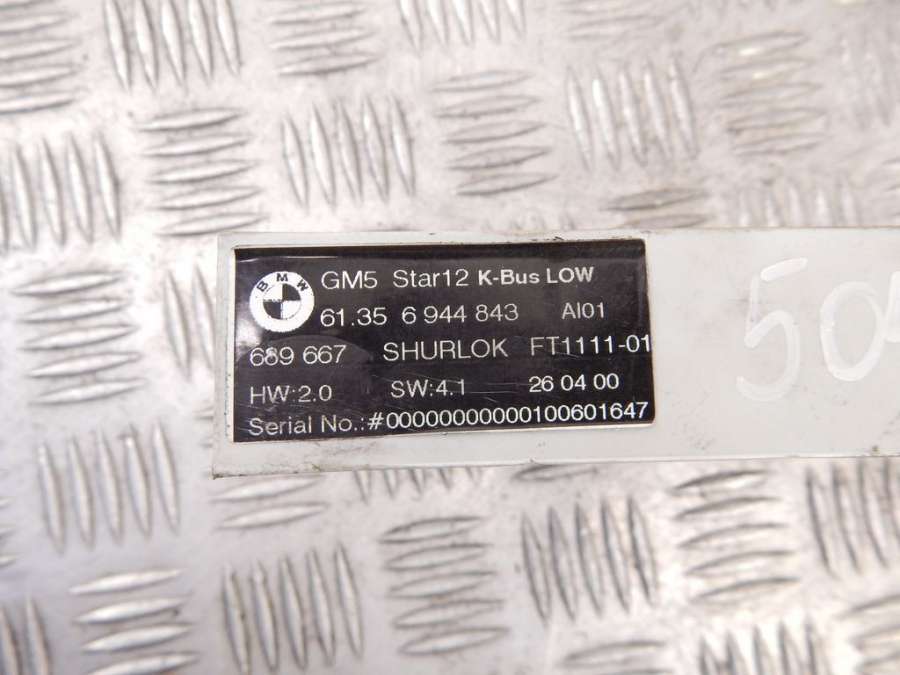 BMW
GM5 Star12 K-Bus LOW
61.35 6 944 843 AI01
689 667 SHURLOK FT1111-01
HW:2.0 SW:4.1 26 04 00
Serial No.:#00000000000100601647